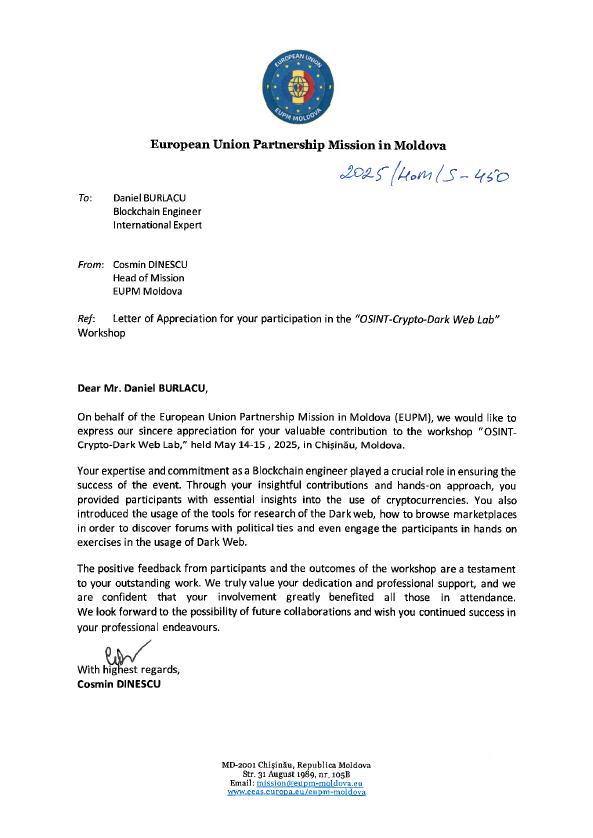 EUROPEAN UNION
EUPM MOLDOVA
European Union Partnership Mission in Moldova
2025/HoM/S-450
To: Daniel BURLACU
Blockchain Engineer
International Expert
From: Cosmin DINESCU
Head of Mission
EUPM Moldova
Ref: Letter of Appreciation for your participation in the “OSINT-Crypto-Dark Web Lab”
Workshop
Dear Mr. Daniel BURLACU,
On behalf of the European Union Partnership Mission in Moldova (EUPM), we would like to
express our sincere appreciation for your valuable contribution to the workshop “OSINT-
Crypto-Dark Web Lab,” held May 14-15 , 2025, in Chișinău, Moldova.
Your expertise and commitment as a Blockchain engineer played a crucial role in ensuring the
success of the event. Through your insightful contributions and hands-on approach, you
provided participants with essential insights into the use of cryptocurrencies. You also
introduced the usage of the tools for research of the Dark web, how to browse marketplaces
in order to discover forums with political ties and even engage the participants in hands on
exercises in the usage of Dark Web.
The positive feedback from participants and the outcomes of the workshop are a testament
to your outstanding work. We truly value your dedication and professional support, and we
are confident that your involvement greatly benefited all those in attendance.
We look forward to the possibility of future collaborations and wish you continued success in
your professional endeavours.
With highest regards,
Cosmin DINESCU
MD-2001 Chișinău, Republica Moldova
Str. 31 August 1989, nr. 105B
Email: mission@eupm-moldova.eu
www.eeas.europa.eu/eupm-moldova